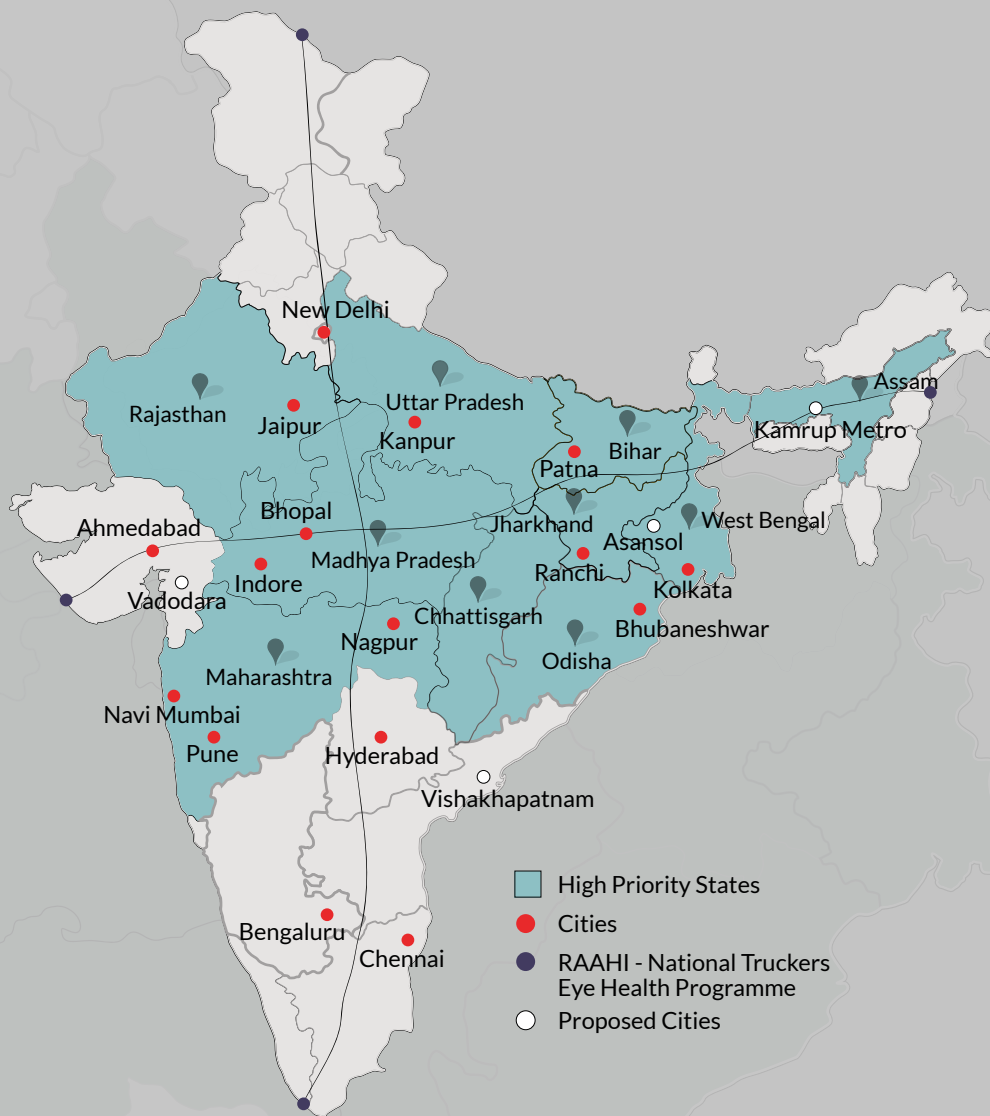 New Delhi
Assam
Uttar Pradesh
Rajasthan
Jaipur
Kanpur
Kamrup Metro
Bihar
Patna
Bhopal
Ahmedabad
Jharkhand
West Bengal
Asansol
Madhya Pradesh
Ranchi
Indore
Kolkata
Vadodara
Chhattisgarh
Bhubaneshwar
Nagpur
Odisha
Maharashtra
Navi Mumbai
Pune
Hyderabad
Vishakhapatnam
High Priority States
Cities
Bengaluru
Chennai
RAAHI - National Truckers
Eye Health Programme
Proposed Cities